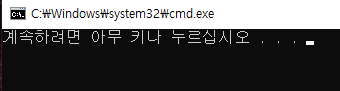 C:₩Windows₩system32₩cmd.exe
계속하려면 아무 키나 누르십시오 . . .